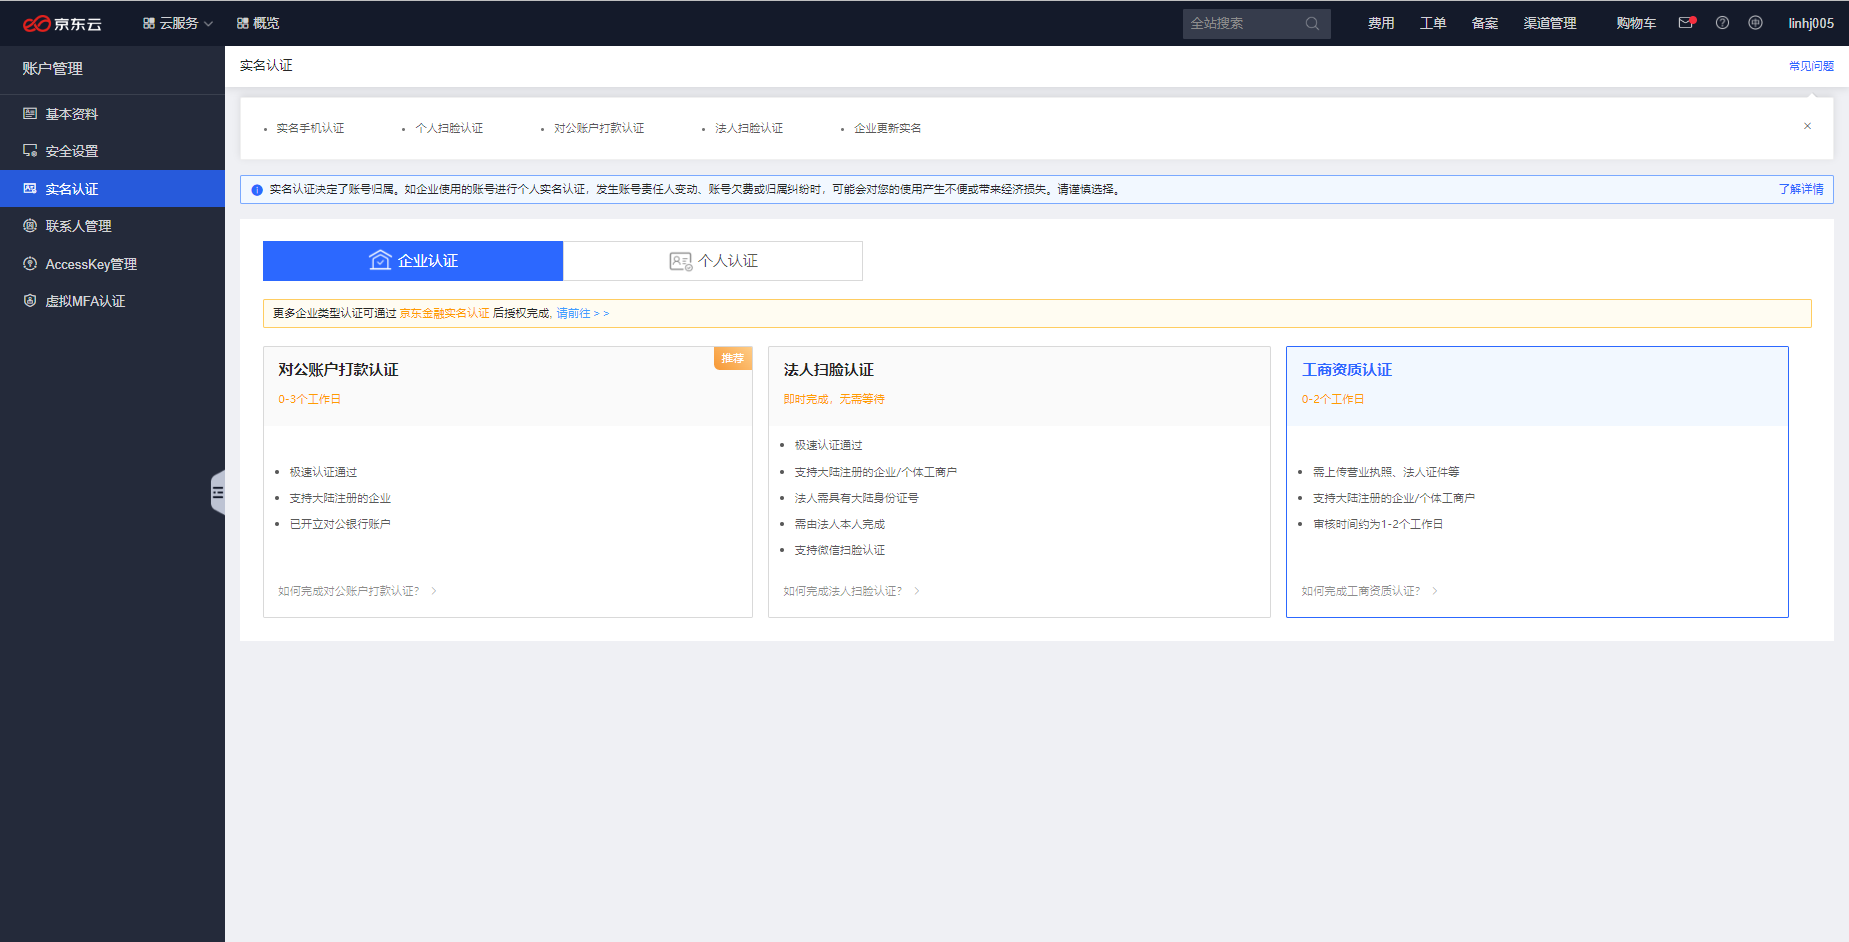 京东云
云服务
概览
全站搜索
费用
工单
备案
渠道管理
购物车
linhj005
账户管理
基本资料
安全设置
实名认证
联系人管理
AccessKey管理
虚拟MFA认证
实名认证
常见问题
• 实名手机认证
• 个人扫脸认证
• 对公账户打款认证
• 法人扫脸认证
• 企业更新实名
×
实名认证决定了账号归属。如企业使用的账号进行个人实名认证，发生账号责任人变动、账号欠费或归属纠纷时，可能会对您的使用产生不便或带来经济损失。请谨慎选择。
了解详情
企业认证
个人认证
更多企业类型认证可通过 京东金融实名认证 后授权完成, 请前往 > >
对公账户打款认证
推荐
0-3个工作日
• 极速认证通过
• 支持大陆注册的企业
• 已开立对公银行账户
如何完成对公账户打款认证?
法人扫脸认证
即时完成，无需等待
• 极速认证通过
• 支持大陆注册的企业/个体工商户
• 法人需具有大陆身份证号
• 需由法人本人完成
• 支持微信扫脸认证
如何完成法人扫脸认证?
工商资质认证
0-2个工作日
• 需上传营业执照、法人证件等
• 支持大陆注册的企业/个体工商户
• 审核时间约为1-2个工作日
如何完成工商资质认证?